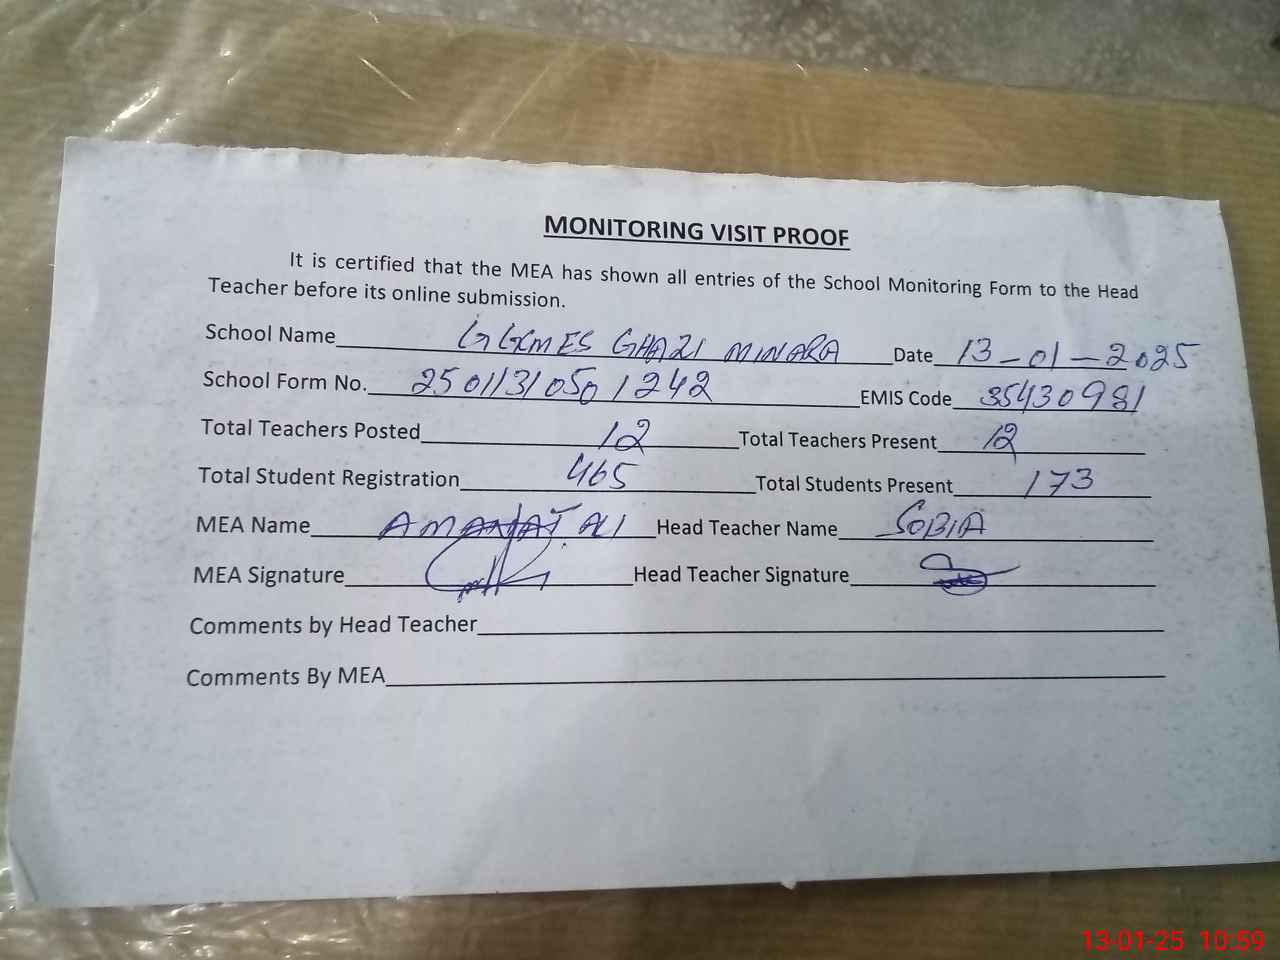 MONITORING VISIT PROOF
It is certified that the MEA has shown all entries of the School Monitoring Form to the Head
Teacher before its online submission.
School Name GGCMES GHAZI MINARA Date 13-01-2025
School Form No. 25011310501242 EMIS Code 35430981
Total Teachers Posted 12 Total Teachers Present 12
Total Student Registration 465 Total Students Present 173
MEA Name AMANAT ALI Head Teacher Name SOBIA
MEA Signature Head Teacher Signature
Comments by Head Teacher
Comments By MEA
13-01-25 10:59